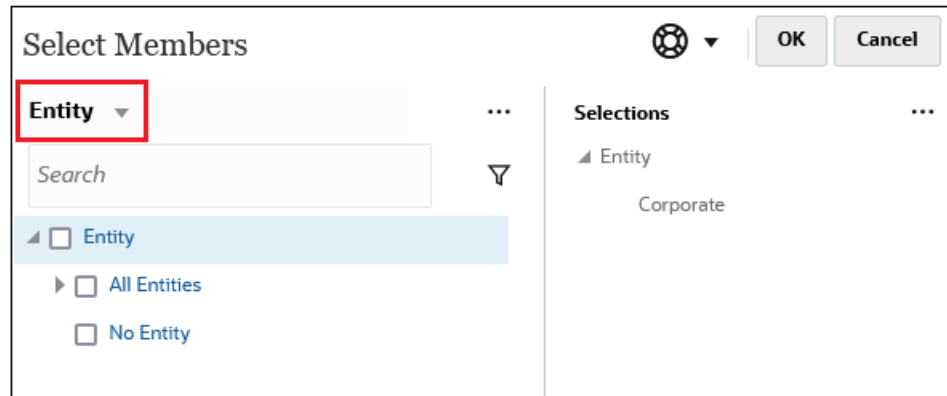 Select Members
OK
Cancel
Entity
Selections
Search
Entity
Corporate
Entity
All Entities
No Entity